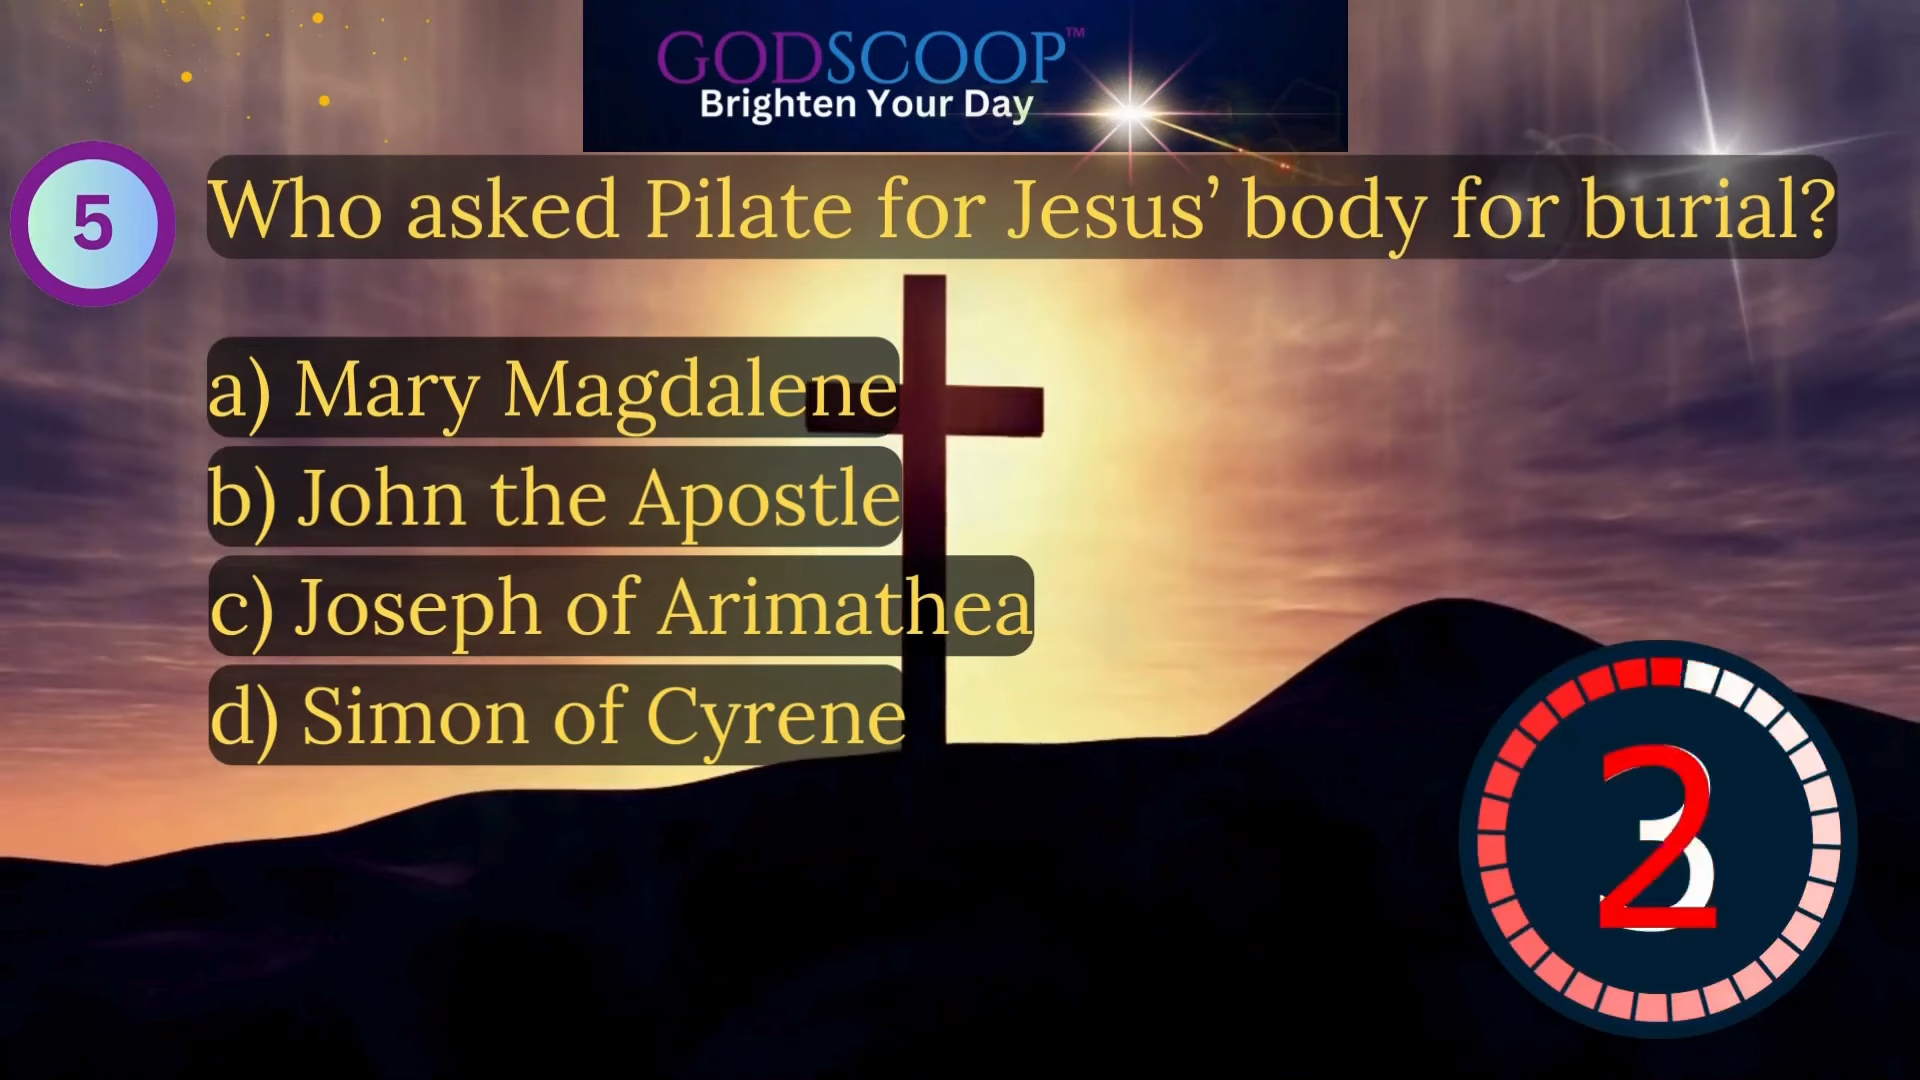 GODSCOOP™
Brighten Your Day
5
Who asked Pilate for Jesus’ body for burial?
a) Mary Magdalene
b) John the Apostle
c) Joseph of Arimathea
d) Simon of Cyrene
2